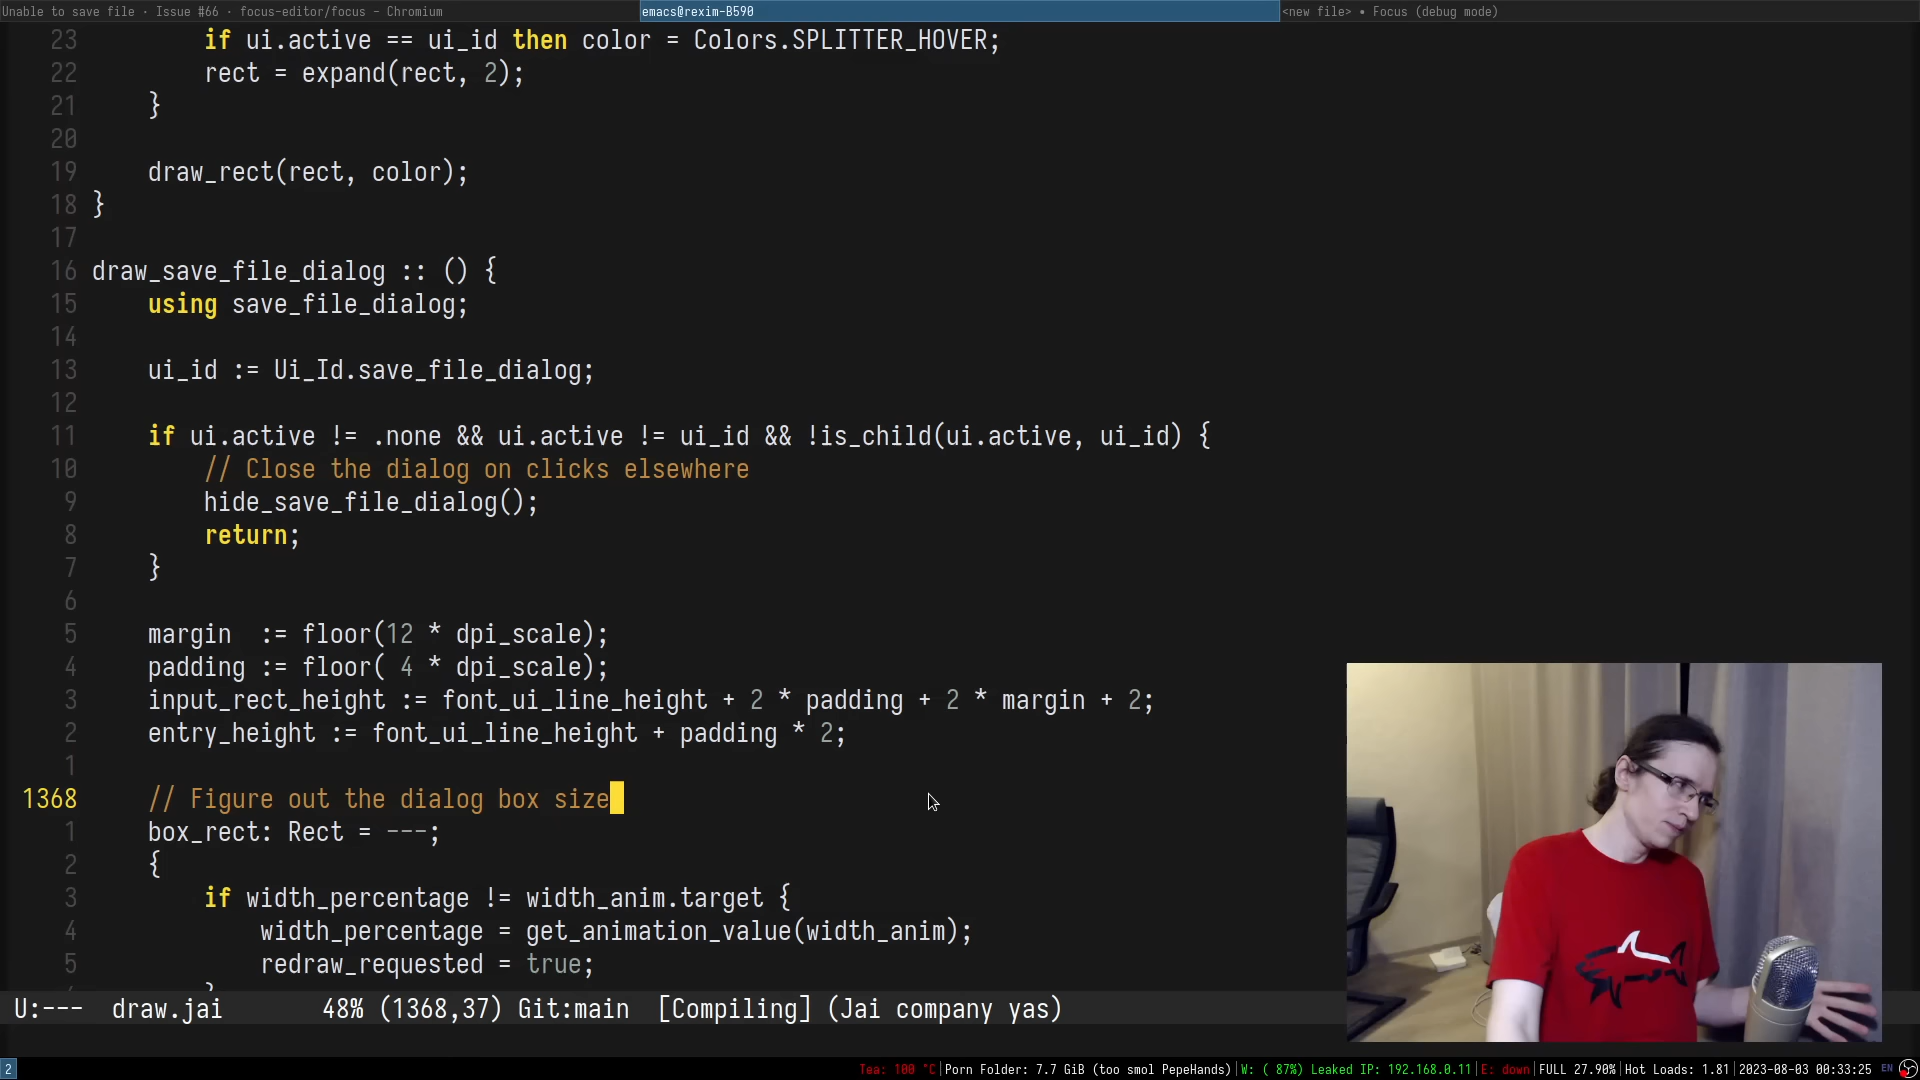 Unable to save file · Issue #66 · focus-editor/focus - Chromium
emacs@rexim-B590
<new file> • Focus (debug mode)
23 if ui.active == ui_id then color = Colors.SPLITTER_HOVER;
22 rect = expand(rect, 2);
21 }
20
19 draw_rect(rect, color);
18 }
17
16 draw_save_file_dialog :: () {
15 using save_file_dialog;
14
13 ui_id := Ui_Id.save_file_dialog;
12
11 if ui.active != .none && ui.active != ui_id && !is_child(ui.active, ui_id) {
10 // Close the dialog on clicks elsewhere
9 hide_save_file_dialog();
8 return;
7 }
6
5 margin  := floor(12 * dpi_scale);
4 padding := floor( 4 * dpi_scale);
3 input_rect_height := font_ui_line_height + 2 * padding + 2 * margin + 2;
2 entry_height := font_ui_line_height + padding * 2;
1
1368 // Figure out the dialog box size
1 box_rect: Rect = ---;
2 {
3 if width_percentage != width_anim.target {
4 width_percentage = get_animation_value(width_anim);
5 redraw_requested = true;
U:--- draw.jai 48% (1368,37) Git:main [Compiling] (Jai company yas)
2
Tea: 100 °C|Porn Folder: 7.7 GiB (too smol PepeHands)|W: ( 87%) Leaked IP: 192.168.0.11|E: down|FULL 27.90%|Hot Loads: 1.81|2023-08-03 00:33:25 EN